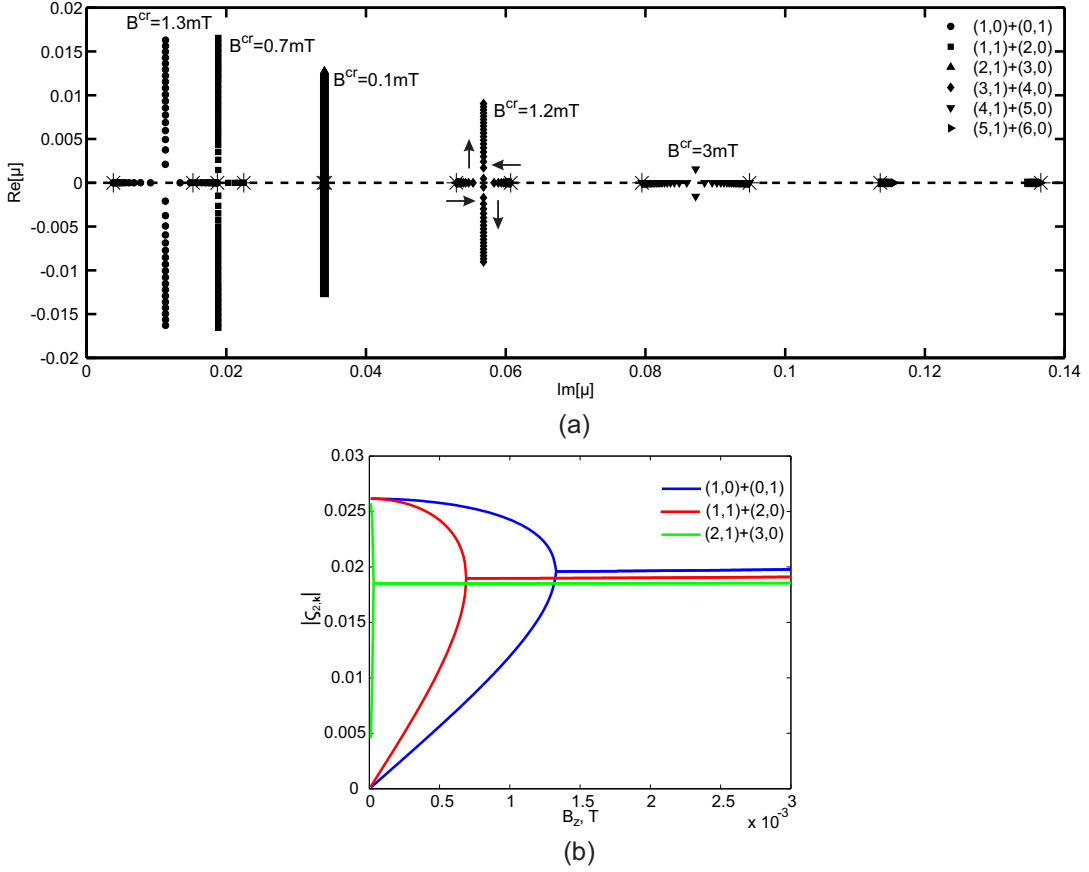 0.02
0.015
0.01
0.005
0
-0.005
-0.01
-0.015
-0.02
Re[μ]
B^cr=1.3mT
B^cr=0.7mT
B^cr=0.1mT
B^cr=1.2mT
B^cr=3mT
(1,0)+(0,1)
(1,1)+(2,0)
(2,1)+(3,0)
(3,1)+(4,0)
(4,1)+(5,0)
(5,1)+(6,0)
0 0.02 0.04 0.06 0.08 0.1 0.12 0.14
Im[μ]
(a)
0.03
0.025
0.02
0.015
0.01
0.005
0
|ς_2,k|
(1,0)+(0,1)
(1,1)+(2,0)
(2,1)+(3,0)
0 0.5 1 1.5 2 2.5 3
B_z, T
x 10^-3
(b)